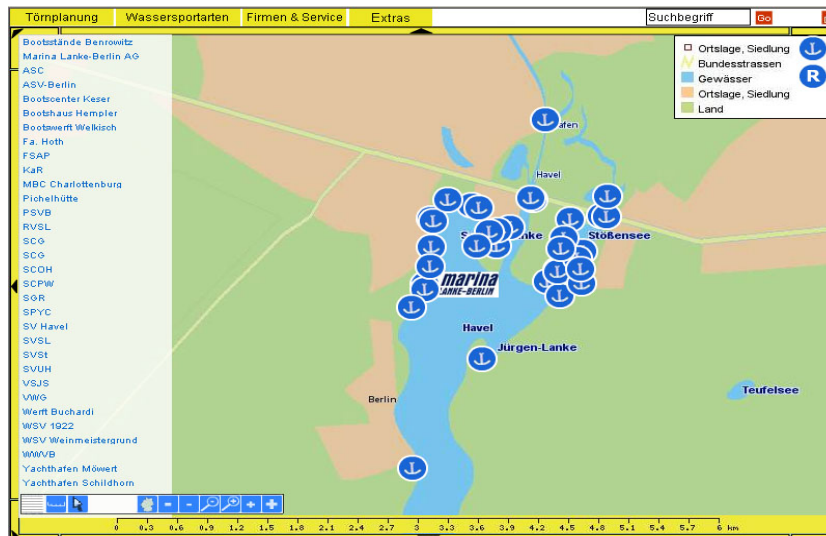 Törnplanung Wassersportarten Firmen & Service Extras Suchbegriff Go
Bootsstände Benrowitz
Marina Lanke-Berlin AG
ASC
ASV-Berlin
Bootscenter Keser
Bootshaus Hempler
Bootswerft Welkisch
Fa. Hoth
FSAP
KaR
MBC Charlottenburg
Pichelhütte
PSVB
RVSL
SCG
SCG
SCOH
SCPW
SGR
SPYC
SV Havel
SVSL
SVSt
SVUH
VSJS
VWG
Werft Buchardi
WSV 1922
WSV Weinmeistergrund
WWVB
Yachthafen Möwert
Yachthafen Schildhorn
Ortslage, Siedlung
Bundesstrassen
Gewässer
R
Ortslage, Siedlung
Land
Havel
Stößensee
marina
LANKE-BERLIN
Havel
Jürgen-Lanke
Teufelsee
Berlin
0 0.3 0.6 0.9 1.2 1.5 1.8 2.1 2.4 2.7 3 3.3 3.6 3.9 4.2 4.5 4.8 5.1 5.4 5.7 6 km